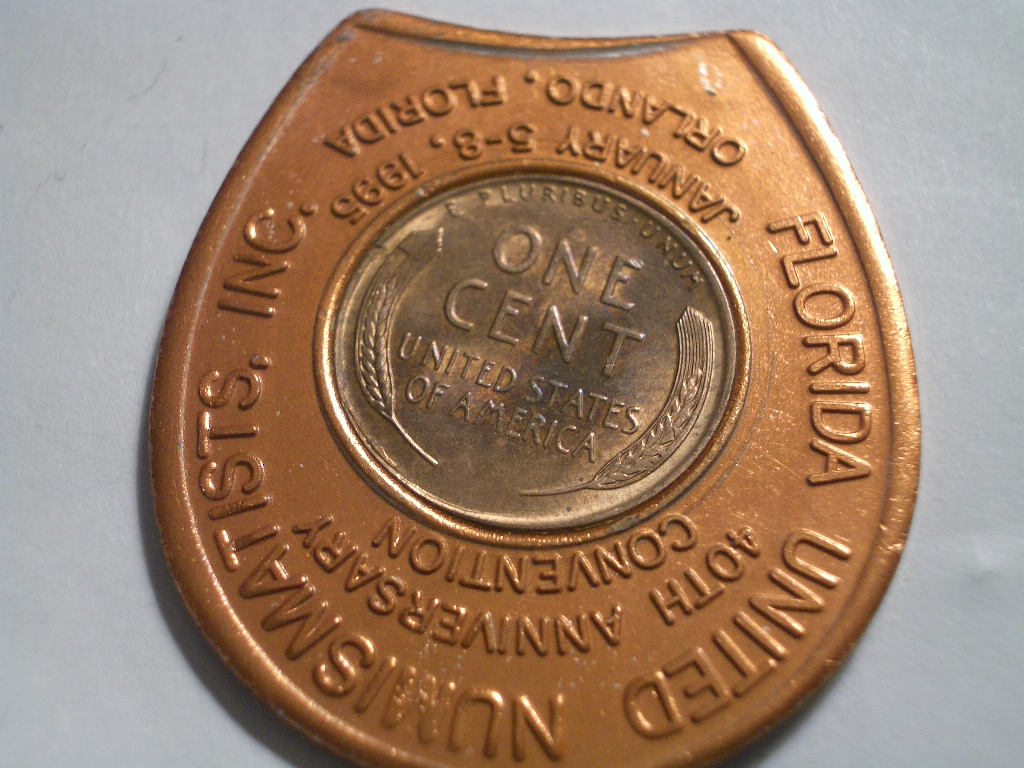 FLORIDA UNITED NUMISMATISTS, INC.
40TH ANNIVERSARY
CONVENTION
JANUARY 5-8, 1995
ORLANDO, FLORIDA
E PLURIBUS·UNUM
ONE
CENT
UNITED STATES
OF AMERICA